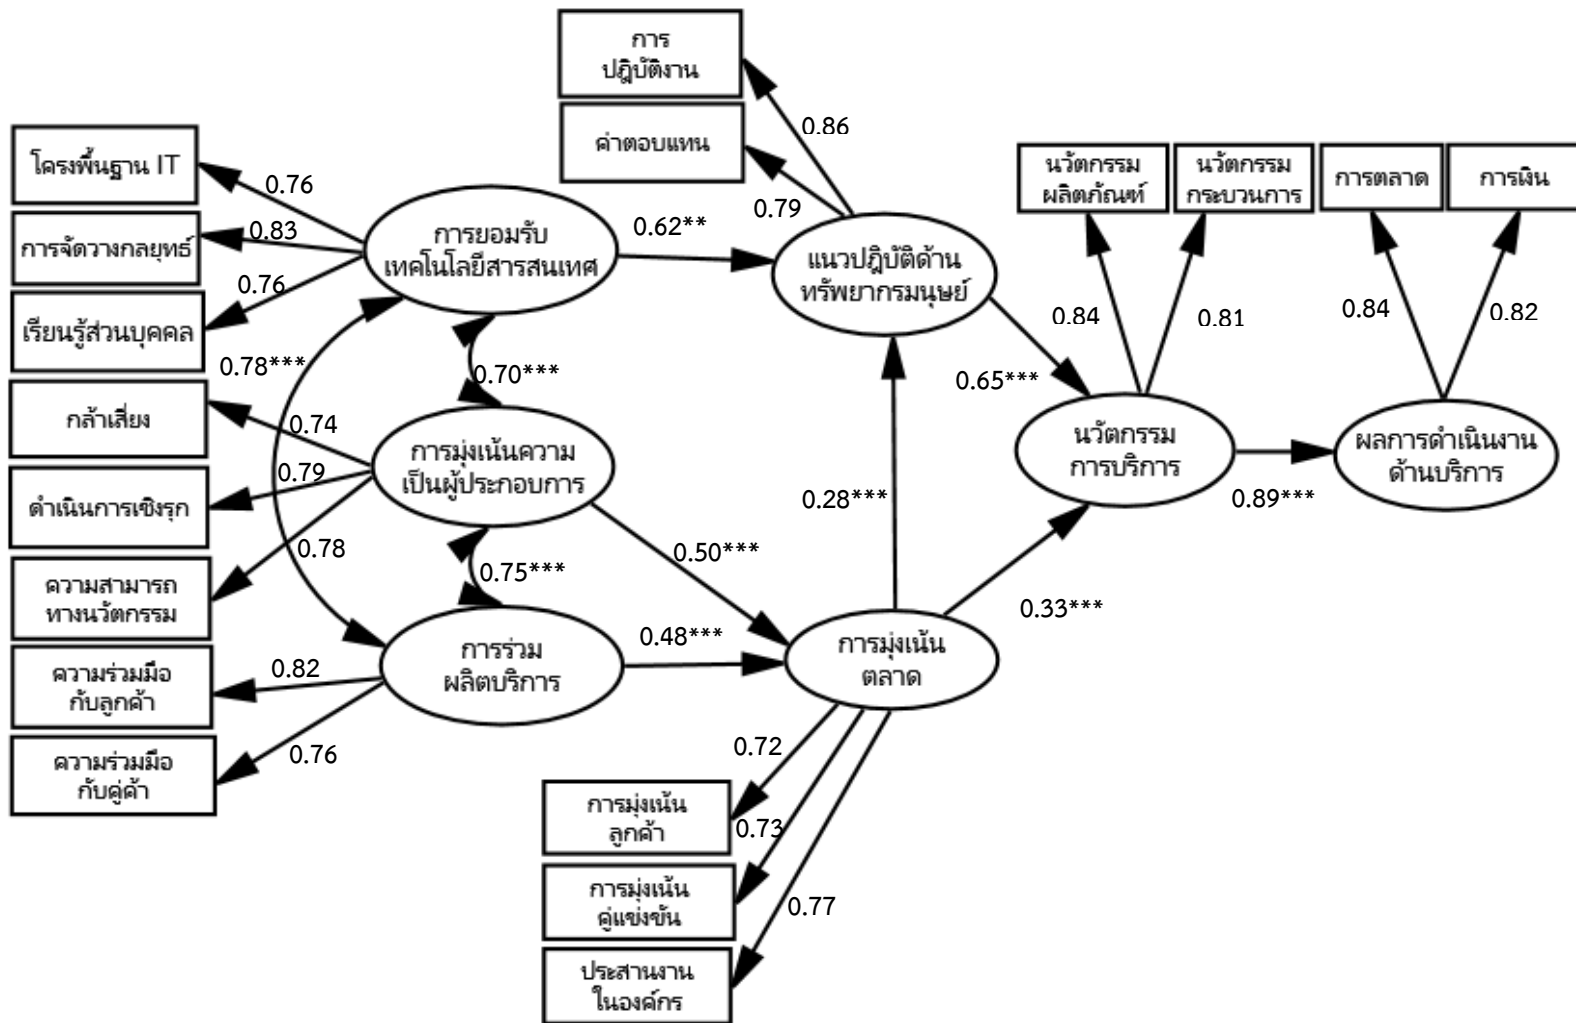 การ
ปฏิบัติงาน
ค่าตอบแทน
0.86
0.79
โครงพื้นฐาน IT
การจัดวางกลยุทธ์
เรียนรู้ส่วนบุคคล
0.76
0.83
0.76
การยอมรับ
เทคโนโลยีสารสนเทศ
0.62**
แนวปฏิบัติด้าน
ทรัพยากรมนุษย์
นวัตกรรม
ผลิตภัณฑ์
นวัตกรรม
กระบวนการ
การตลาด
การเงิน
0.84
0.81
0.84
0.82
0.78***
0.70***
0.65***
กล้าเสี่ยง
ดำเนินการเชิงรุก
ความสามารถ
ทางนวัตกรรม
0.74
0.79
0.78
การมุ่งเน้นความ
เป็นผู้ประกอบการ
นวัตกรรม
การบริการ
ผลการดำเนินงาน
ด้านบริการ
0.28***
0.89***
0.50***
0.75***
0.33***
ความร่วมมือ
กับลูกค้า
ความร่วมมือ
กับคู่ค้า
0.82
0.76
การร่วม
ผลิตบริการ
0.48***
การมุ่งเน้น
ตลาด
0.72
0.73
0.77
การมุ่งเน้น
ลูกค้า
การมุ่งเน้น
คู่แข่งขัน
ประสานงาน
ในองค์กร